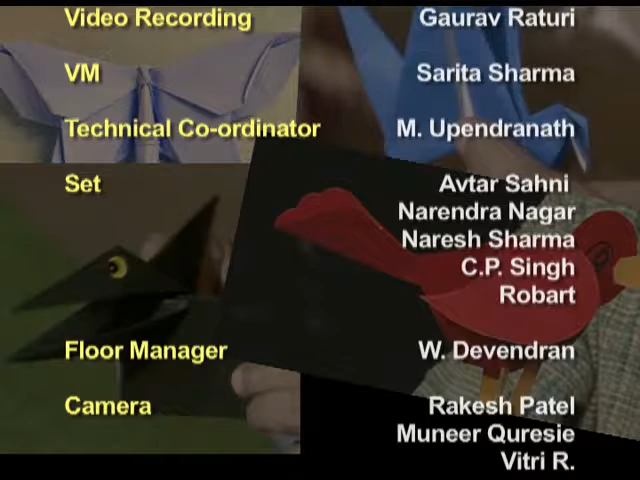 Video Recording Gaurav Raturi
VM Sarita Sharma
Technical Co-ordinator M. Upendranath
Set Avtar Sahni
Narendra Nagar
Naresh Sharma
C.P. Singh
Robart
Floor Manager W. Devendran
Camera Rakesh Patel
Muneer Quresie
Vitri R.